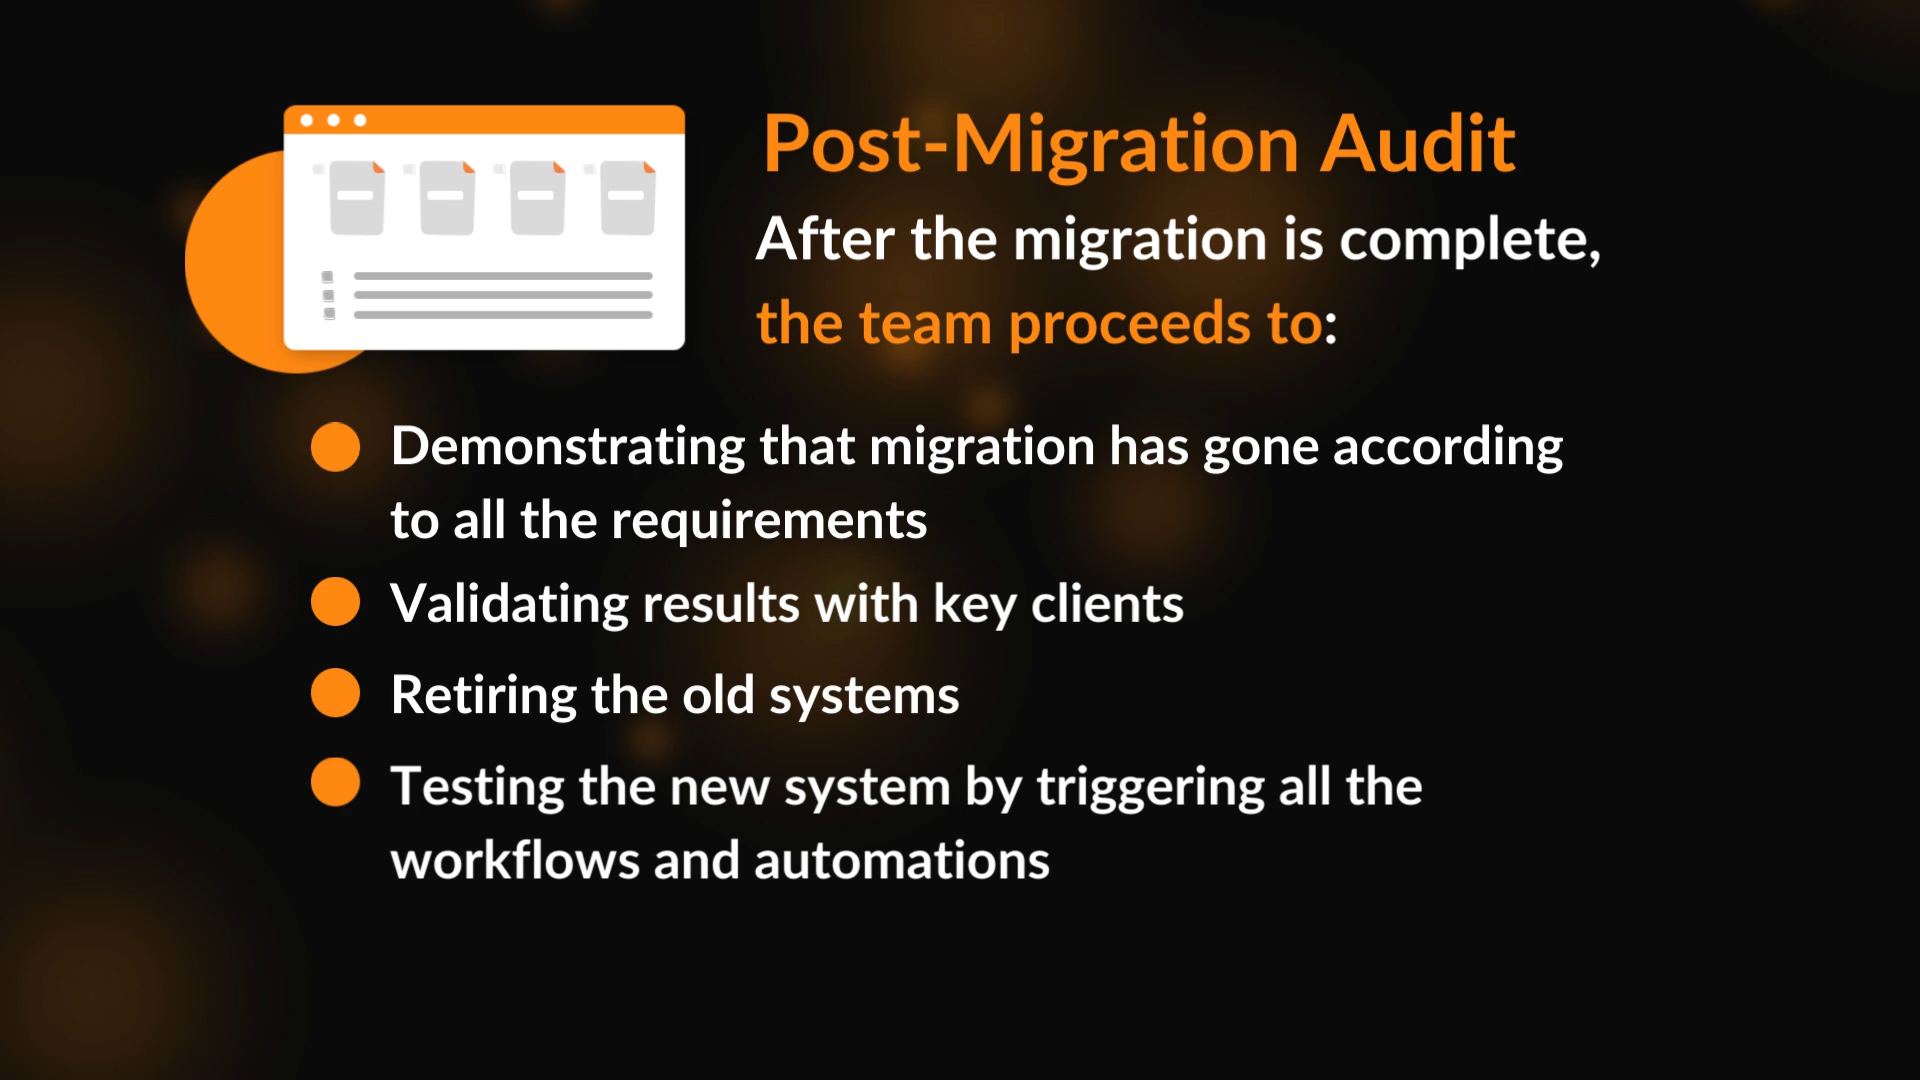 Post-Migration Audit
After the migration is complete,
the team proceeds to:
Demonstrating that migration has gone according
to all the requirements
Validating results with key clients
Retiring the old systems
Testing the new system by triggering all the
workflows and automations